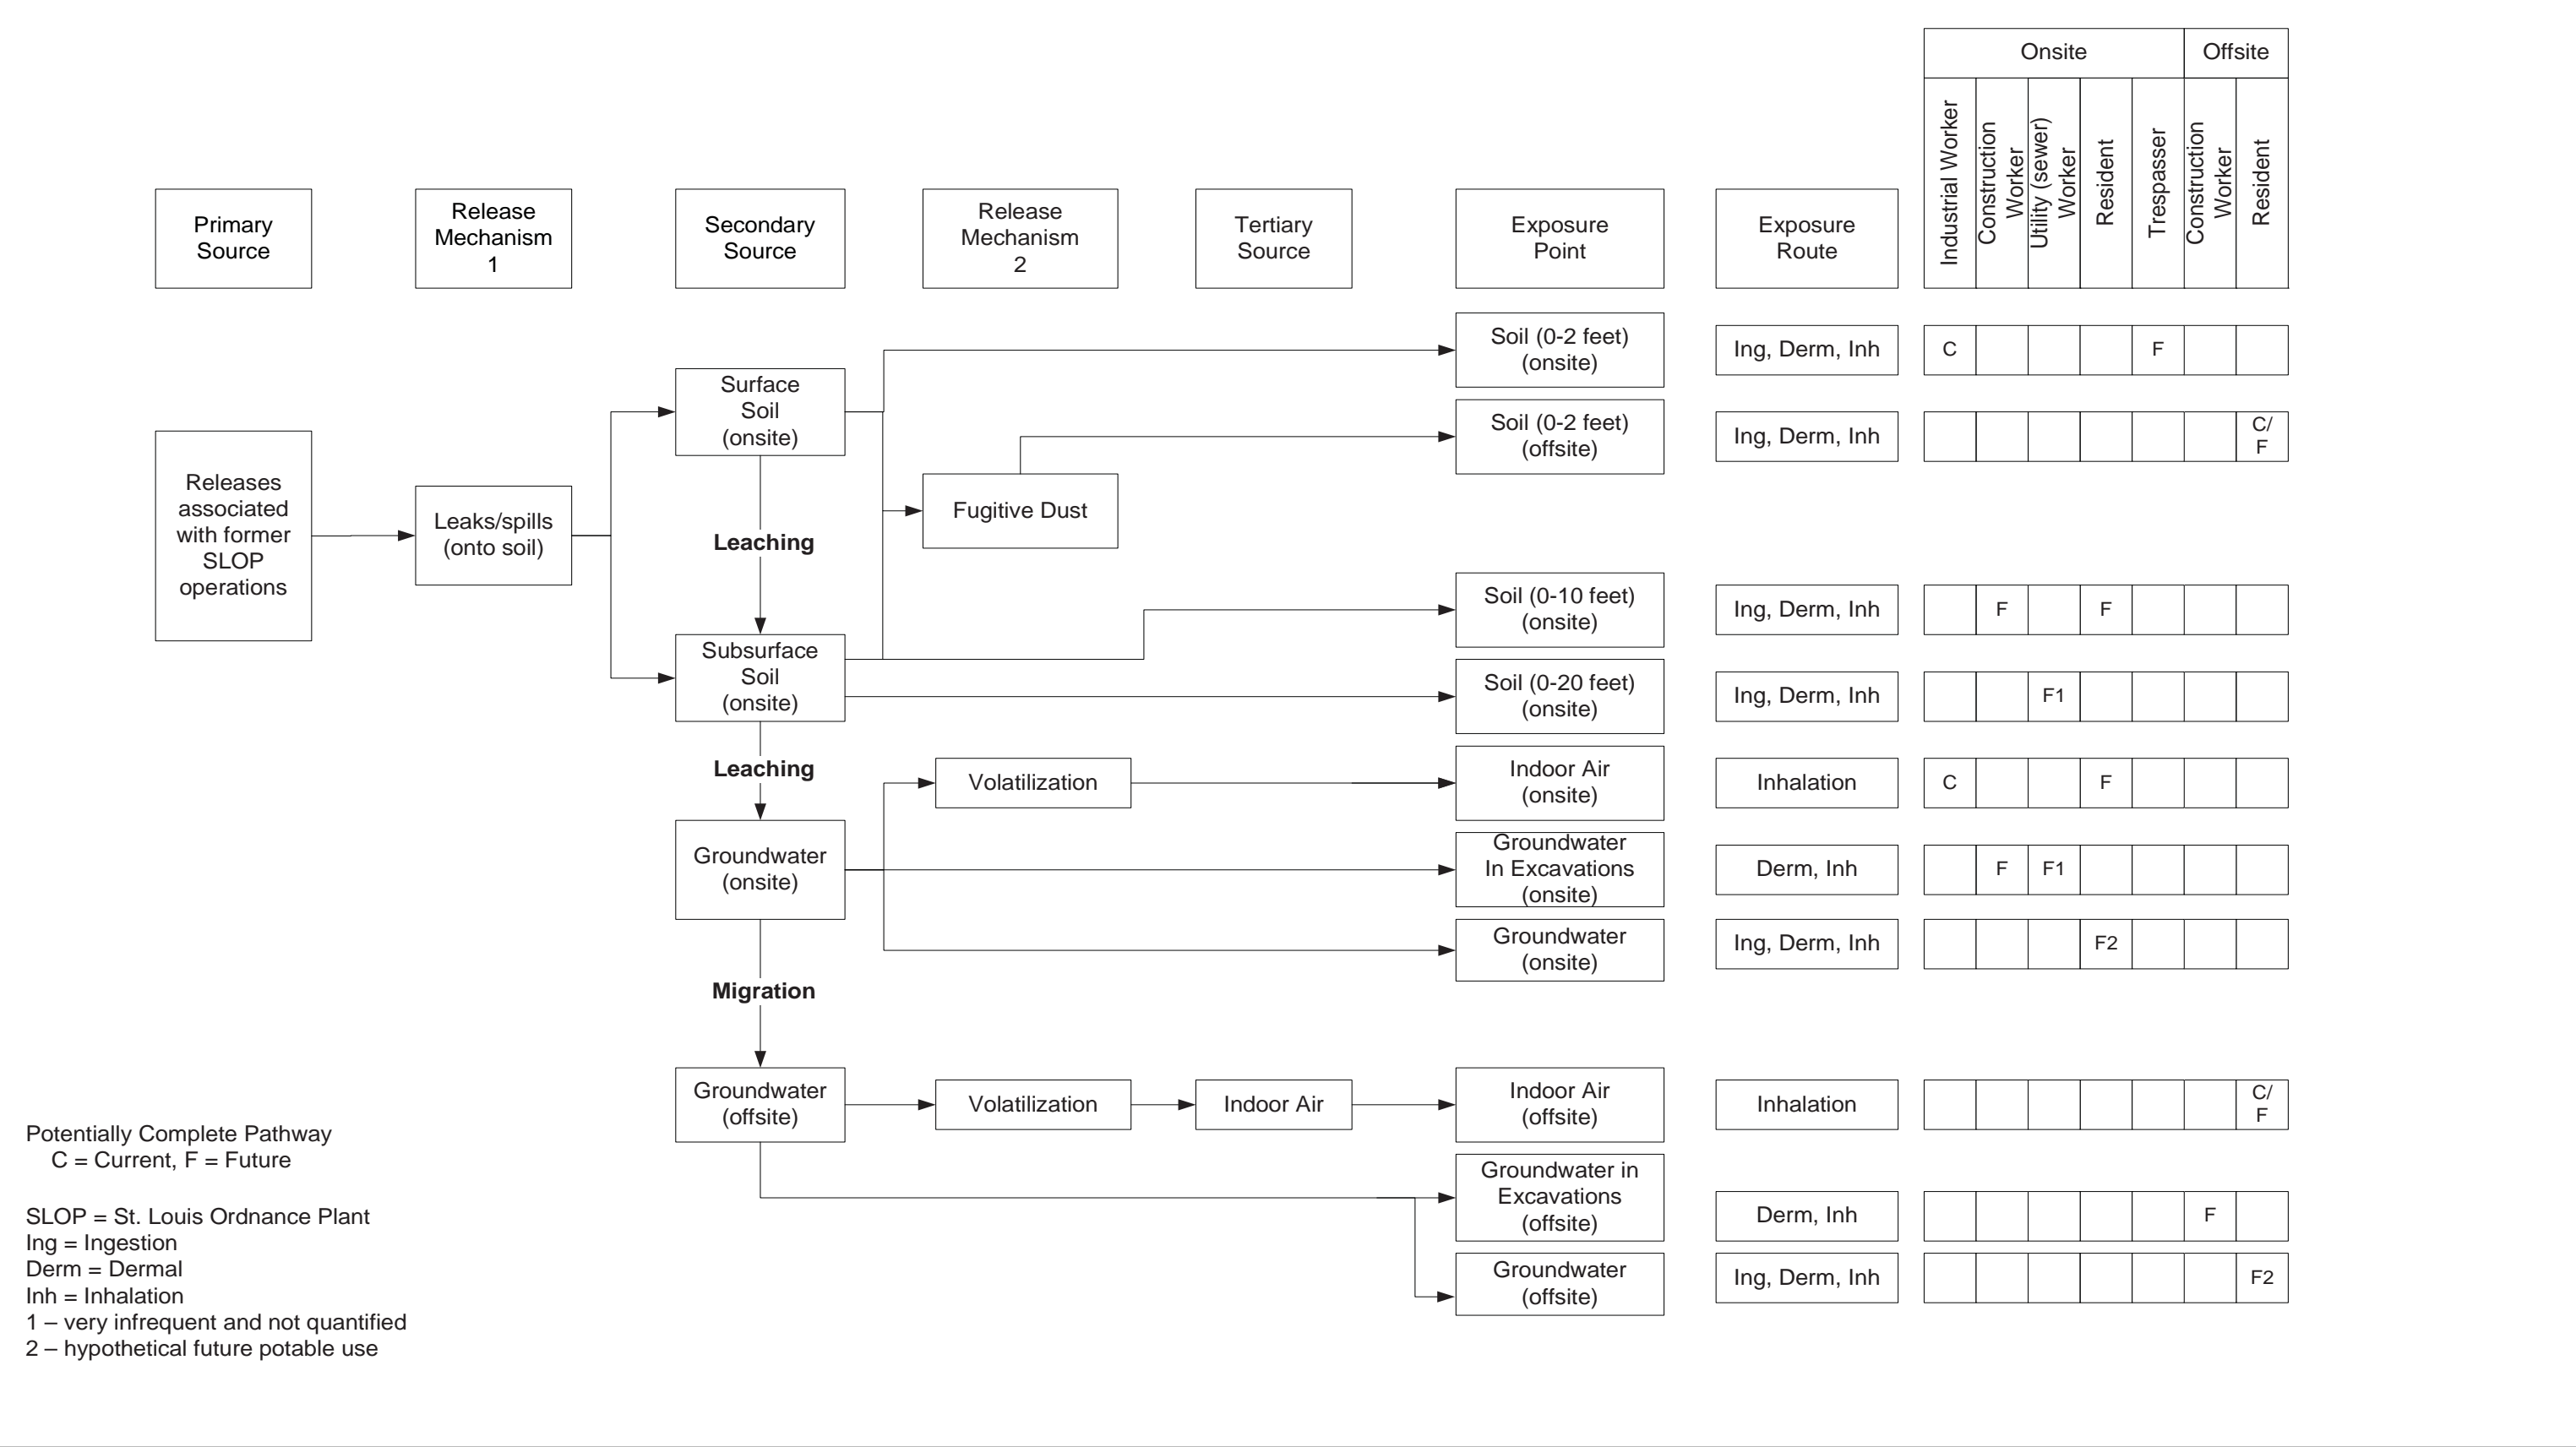 Onsite
Offsite
Industrial Worker
Construction
Worker
Utility (sewer)
Worker
Resident
Trespasser
Construction
Worker
Resident
Primary
Source
Release
Mechanism
1
Secondary
Source
Release
Mechanism
2
Tertiary
Source
Exposure
Point
Exposure
Route
Releases
associated
with former
SLOP
operations
Leaks/spills
(onto soil)
Surface
Soil
(onsite)
Leaching
Subsurface
Soil
(onsite)
Leaching
Groundwater
(onsite)
Migration
Groundwater
(offsite)
Fugitive Dust
Volatilization
Volatilization
Indoor Air
Soil (0-2 feet)
(onsite)
Ing, Derm, Inh
C
F
Soil (0-2 feet)
(offsite)
Ing, Derm, Inh
C/
F
Soil (0-10 feet)
(onsite)
Ing, Derm, Inh
F
F
Soil (0-20 feet)
(onsite)
Ing, Derm, Inh
F1
Indoor Air
(onsite)
Inhalation
C
F
Groundwater
In Excavations
(onsite)
Derm, Inh
F
F1
Groundwater
(onsite)
Ing, Derm, Inh
F2
Indoor Air
(offsite)
Inhalation
C/
F
Groundwater in
Excavations
(offsite)
Derm, Inh
F
Groundwater
(offsite)
Ing, Derm, Inh
F2
Potentially Complete Pathway
C = Current, F = Future
SLOP = St. Louis Ordnance Plant
Ing = Ingestion
Derm = Dermal
Inh = Inhalation
1 – very infrequent and not quantified
2 – hypothetical future potable use